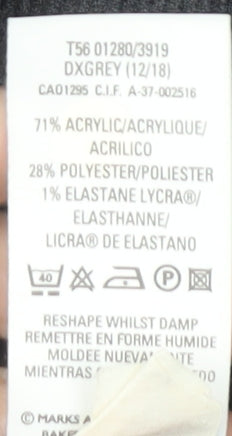 T56 01280/3919
DXGREY (12/18)
CA01295 C.I.F. A-37-002516
71% ACRYLIC/ACRYLIQUE/
ACRILICO
28% POLYESTER/POLIESTER
1% ELASTANE LYCRA®/
ELASTHANNE/
LICRA® DE ELASTANO
40 P
RESHAPE WHILST DAMP
REMETTRE EN FORME HUMIDE
MOLDEE
MIENTRAS
© MARKS